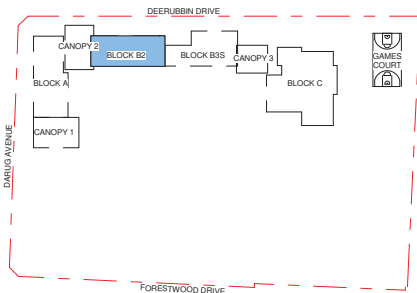 DEERUBBIN DRIVE
CANOPY 2
BLOCK B2
BLOCK B3S
CANOPY 3
GAMES
COURT
BLOCK A
BLOCK C
CANOPY 1
DARUG AVENUE
FORESTWOOD DRIVE